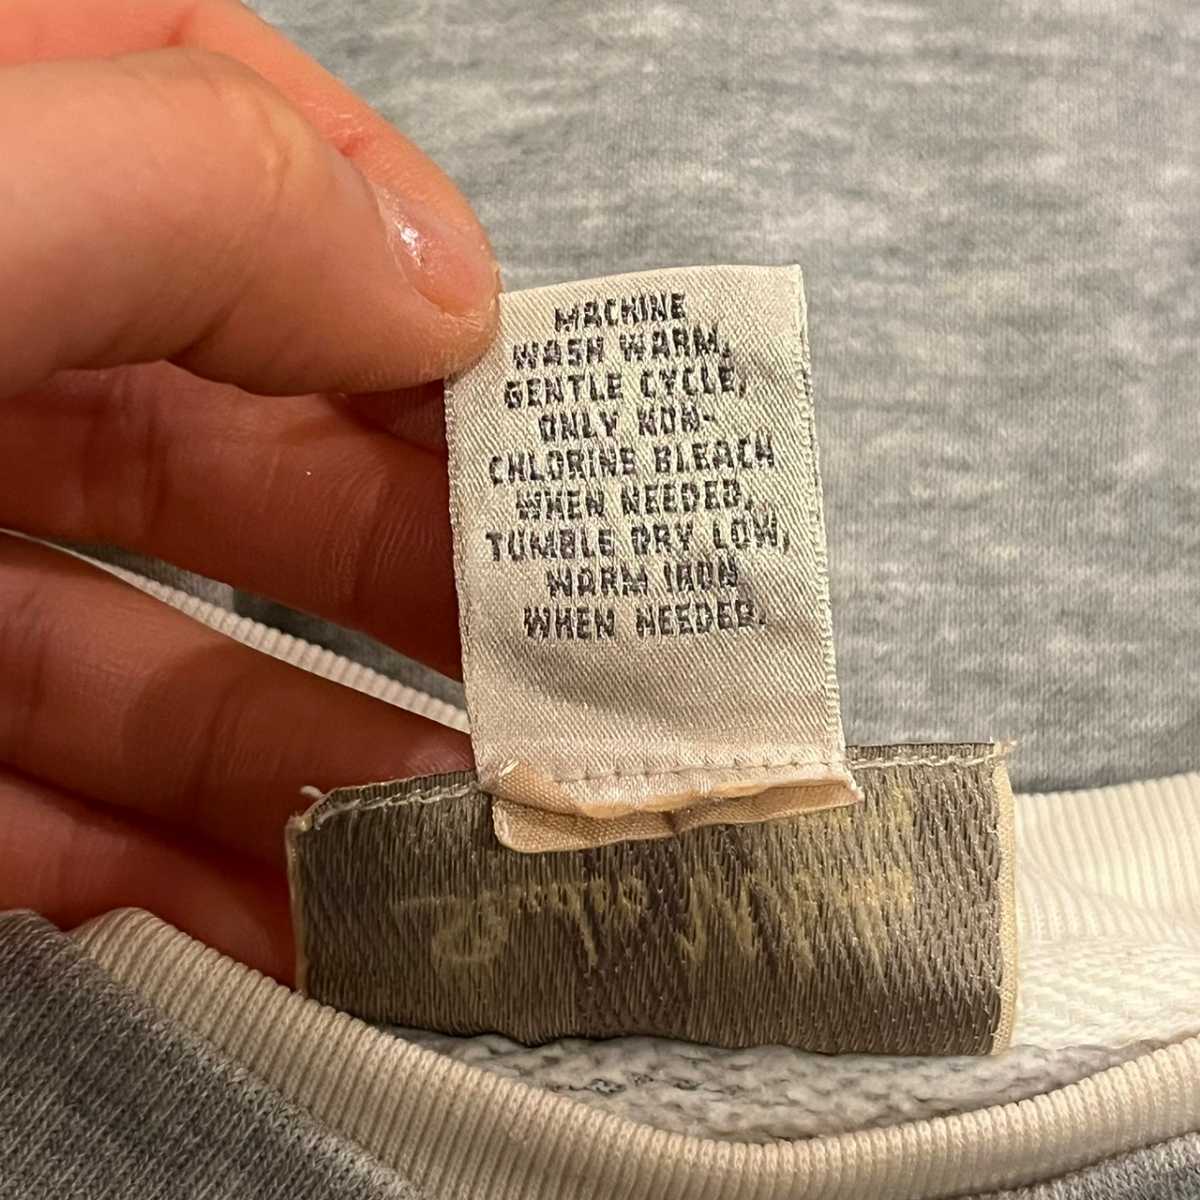 MACHINE
WASH WARM,
GENTLE CYCLE,
ONLY NON-
CHLORINE BLEACH
WHEN NEEDED,
TUMBLE DRY LOW,
WARM IRON
WHEN NEEDED.